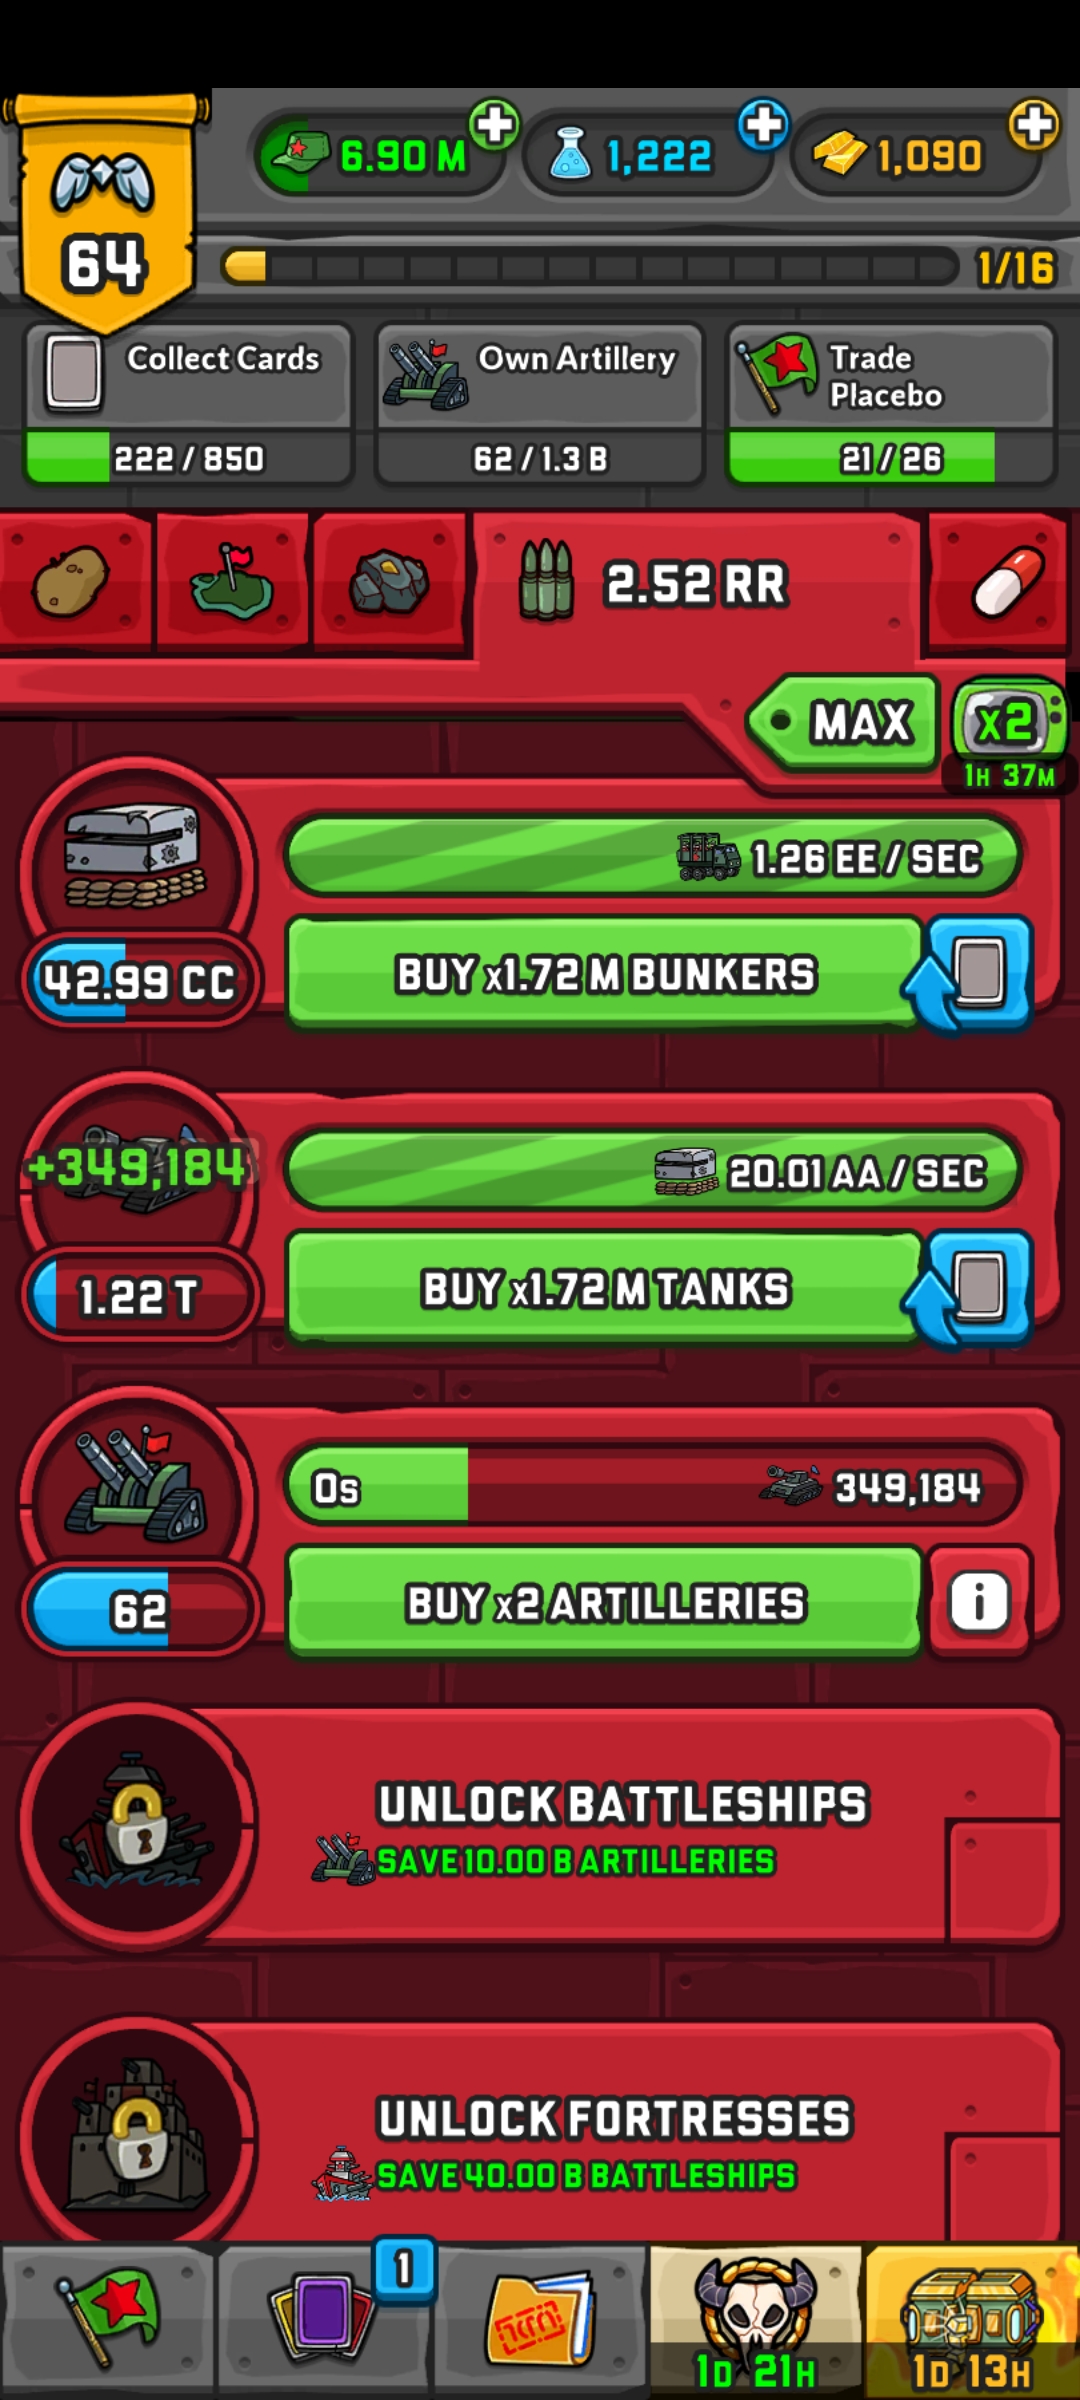 6.90 M
1,222
1,090
64
1/16
Collect Cards
222 / 850
Own Artillery
62 / 1.3 B
Trade
Placebo
21 / 26
2.52 RR
MAX
x2
1H 37M
1.26 EE / SEC
42.99 CC
BUY x1.72 M BUNKERS
+349,184
20.01 AA / SEC
1.22 T
BUY x1.72 M TANKS
0s
349,184
62
BUY x2 ARTILLERIES
i
UNLOCK BATTLESHIPS
SAVE 10.00 B ARTILLERIES
UNLOCK FORTRESSES
SAVE 40.00 B BATTLESHIPS
1
1D 21H
1D 13H